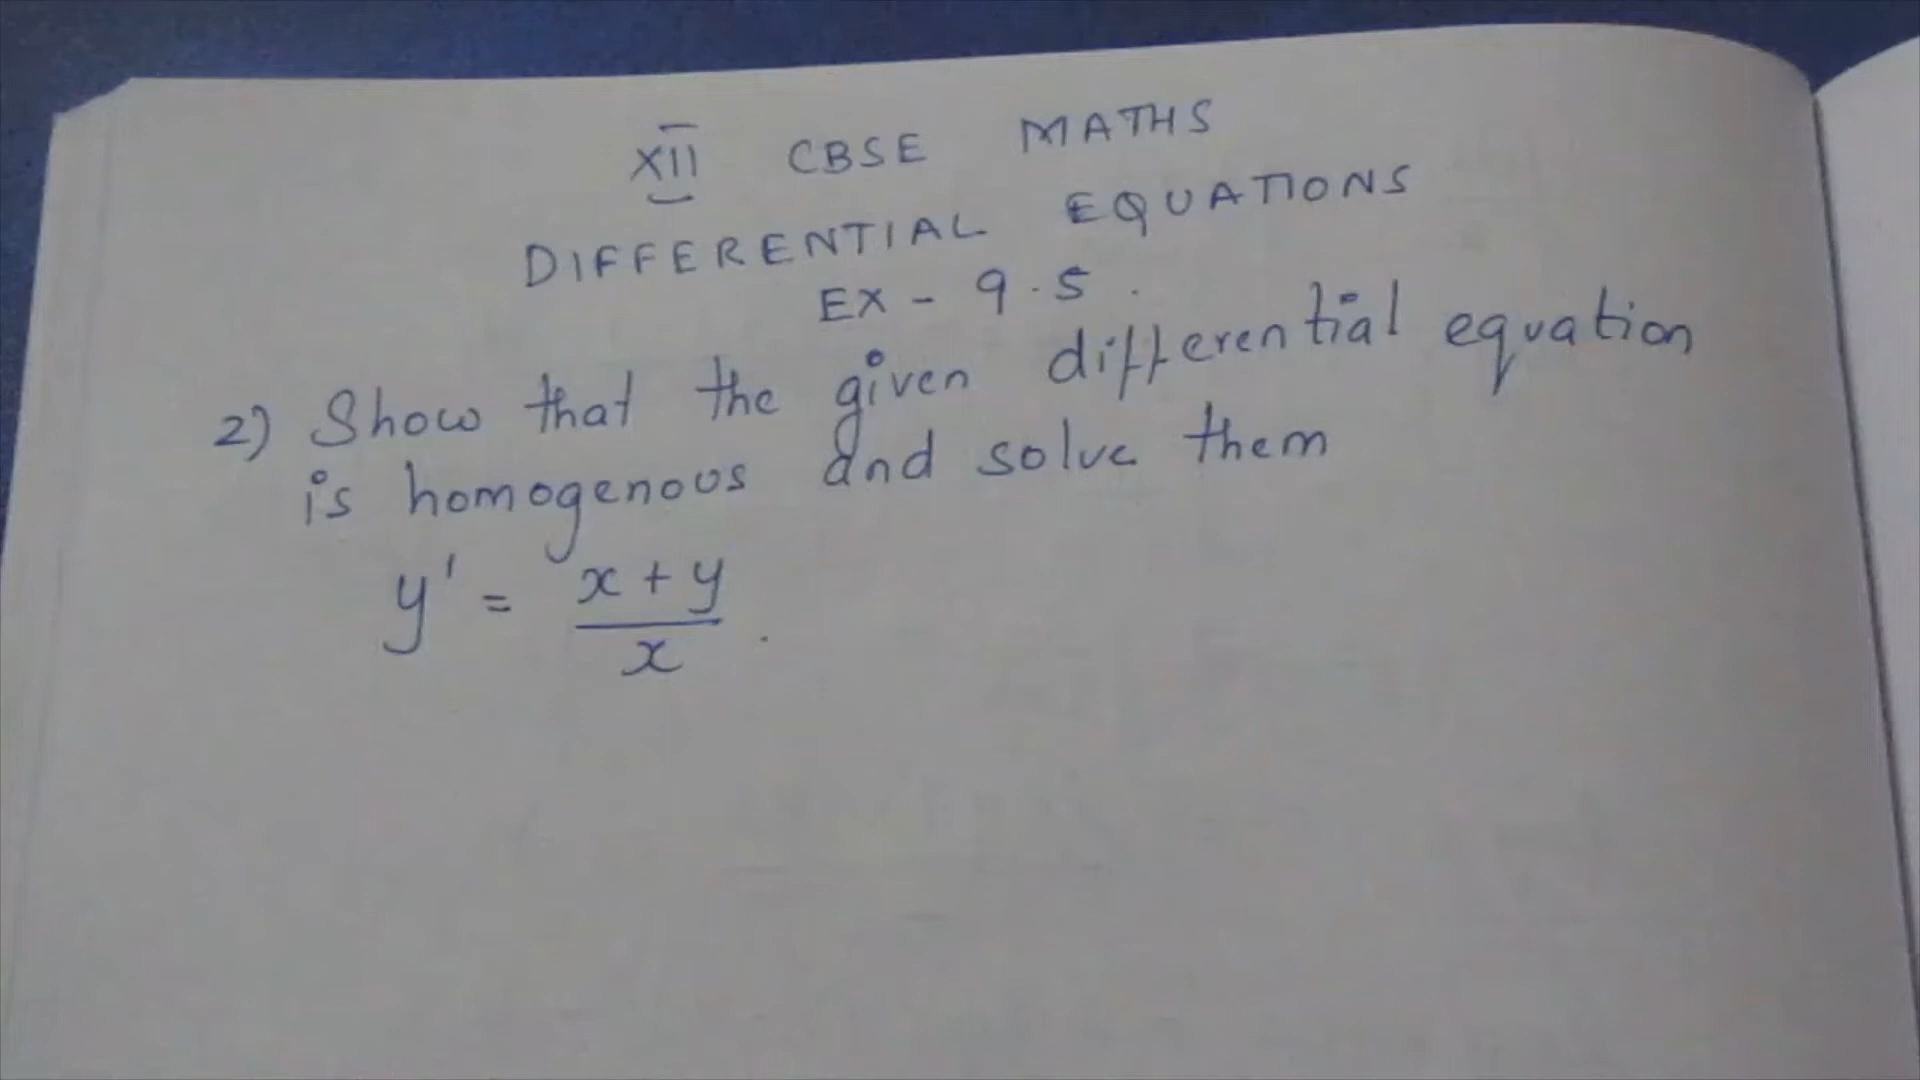 XII CBSE MATHS
DIFFERENTIAL EQUATIONS
EX - 9.5.
2) Show that the given differential equation
is homogenous and solve them
y' = x + y
x .